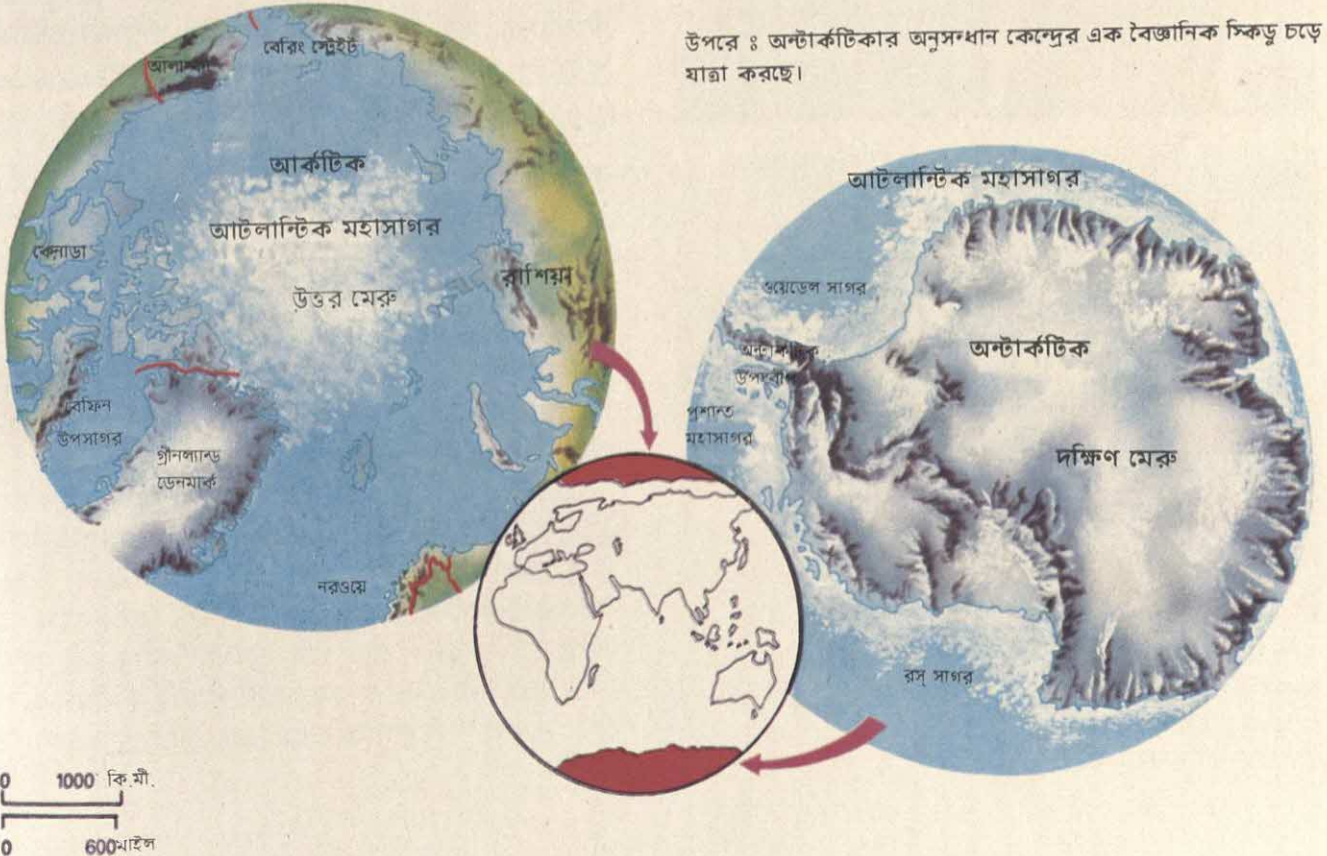 উপরে : অন্টার্কটিকার অনুসন্ধান কেন্দ্রের এক বৈজ্ঞানিক স্কিডু চড়ে
যাত্রা করছে।
বেরিং স্ট্রেইট
আলাস্কা
আর্কটিক
আটলান্টিক মহাসাগর
উত্তর মেরু
কেনাডা
রাশিয়া
বেফিন
উপসাগর
গ্রীনল্যান্ড
ডেনমার্ক
নরওয়ে
আটলান্টিক মহাসাগর
ওয়েডেল সাগর
অন্টার্কটিক
উপদ্বীপ
প্রশান্ত
মহাসাগর
অন্টার্কটিক
দক্ষিণ মেরু
রস্ সাগর
0 1000 কি.মী.
0 600 মাইল